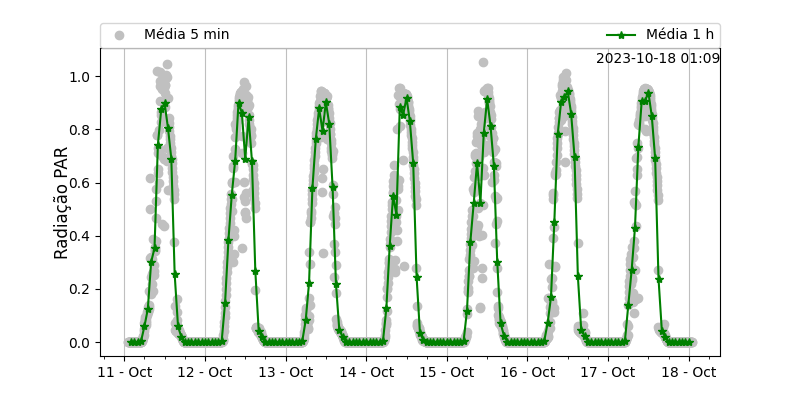 Média 5 min
Média 1 h
2023-10-18 01:09
Radiação PAR
1.0
0.8
0.6
0.4
0.2
0.0
11 - Oct
12 - Oct
13 - Oct
14 - Oct
15 - Oct
16 - Oct
17 - Oct
18 - Oct